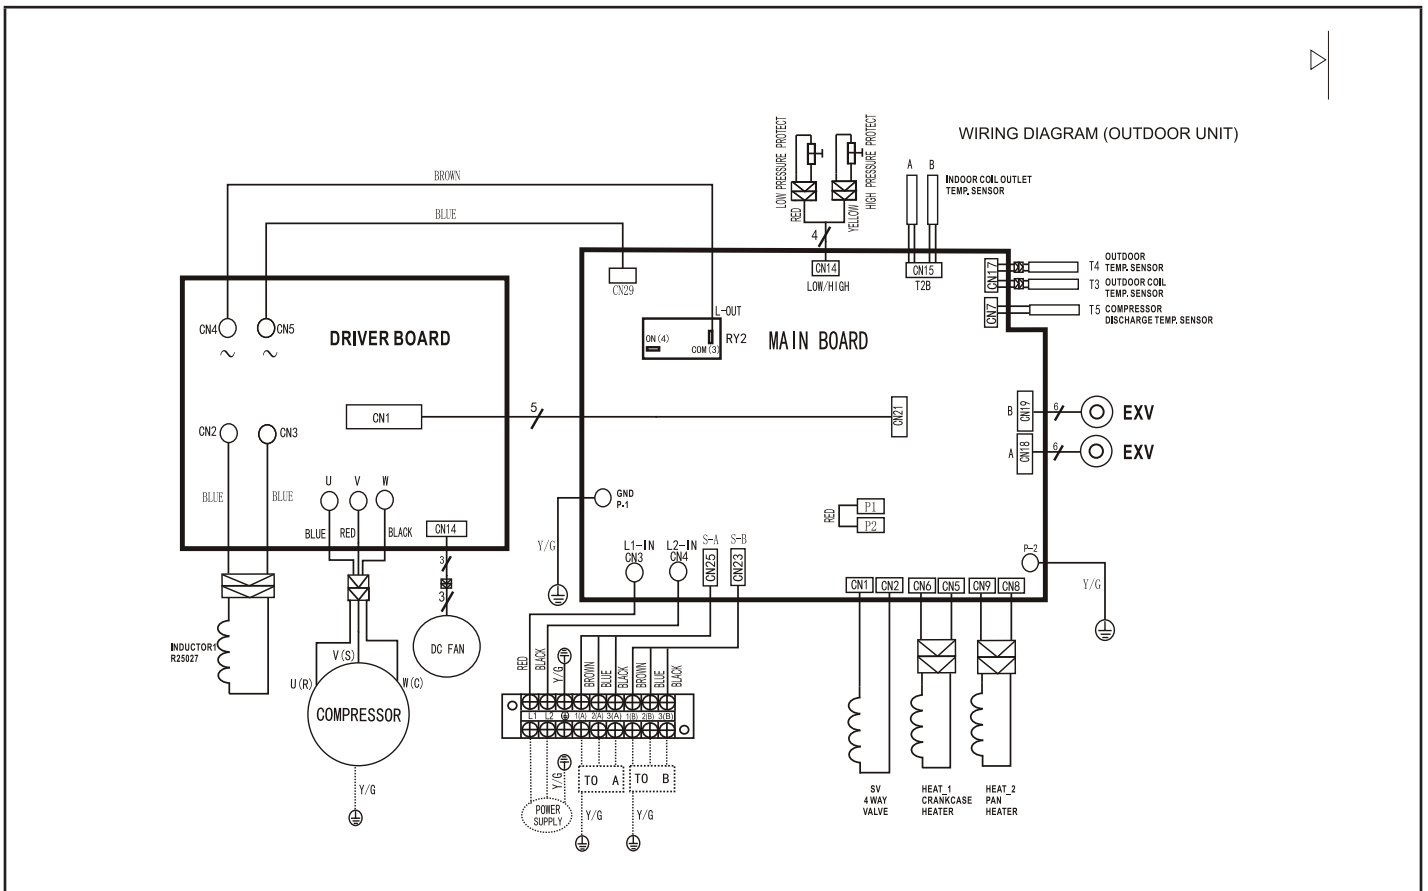 WIRING DIAGRAM (OUTDOOR UNIT)
LOW PRESSURE PROTECT
HIGH PRESSURE PROTECT
RED
YELLOW
4
CN14
LOW/HIGH
A B
INDOOR COIL OUTLET
TEMP. SENSOR
CN15
T2B
CN17
T4 OUTDOOR
TEMP. SENSOR
T3 OUTDOOR COIL
TEMP. SENSOR
CN7
T5 COMPRESSOR
DISCHARGE TEMP. SENSOR
BROWN
BLUE
CN29
L-OUT
ON(4)
COM(3)
RY2
MAIN BOARD
CN4
CN5
DRIVER BOARD
CN1
5
CN21
B
CN19
6
EXV
A
CN18
6
EXV
CN2
CN3
BLUE
BLUE
U V W
BLUE
RED
BLACK
CN14
3
3
DC FAN
INDUCTOR1
R25027
V(S)
U(R)
W(C)
COMPRESSOR
Y/G
GND
P-1
Y/G
RED
P1
P2
L1-IN
CN3
L2-IN
CN4
S-A
CN25
S-B
CN23
P-2
Y/G
CN1
CN2
CN6
CN5
CN9
CN8
RED
BLACK
Y/G
BROWN
BLUE
BLACK
BROWN
BLUE
BLACK
L1 L2 1(A) 2(A) 3(A) 1(B) 2(B) 3(B)
Y/G
TO A
TO B
POWER
SUPPLY
Y/G
Y/G
SV
4 WAY
VALVE
HEAT_1
CRANKCASE
HEATER
HEAT_2
PAN
HEATER